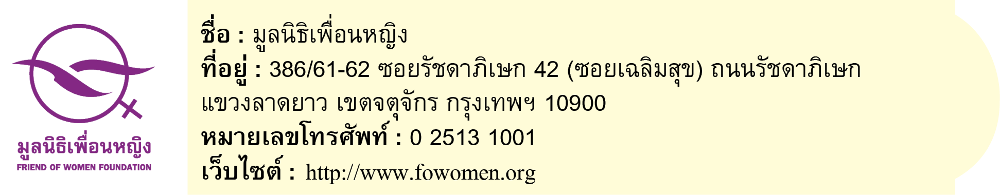 มูลนิธิเพื่อนหญิง
FRIEND OF WOMEN FOUNDATION
ชื่อ : มูลนิธิเพื่อนหญิง
ที่อยู่ : 386/61-62 ซอยรัชดาภิเษก 42 (ซอยเฉลิมสุข) ถนนรัชดาภิเษก
แขวงลาดยาว เขตจตุจักร กรุงเทพฯ 10900
หมายเลขโทรศัพท์ : 0 2513 1001
เว็บไซต์ : http://www.fowomen.org